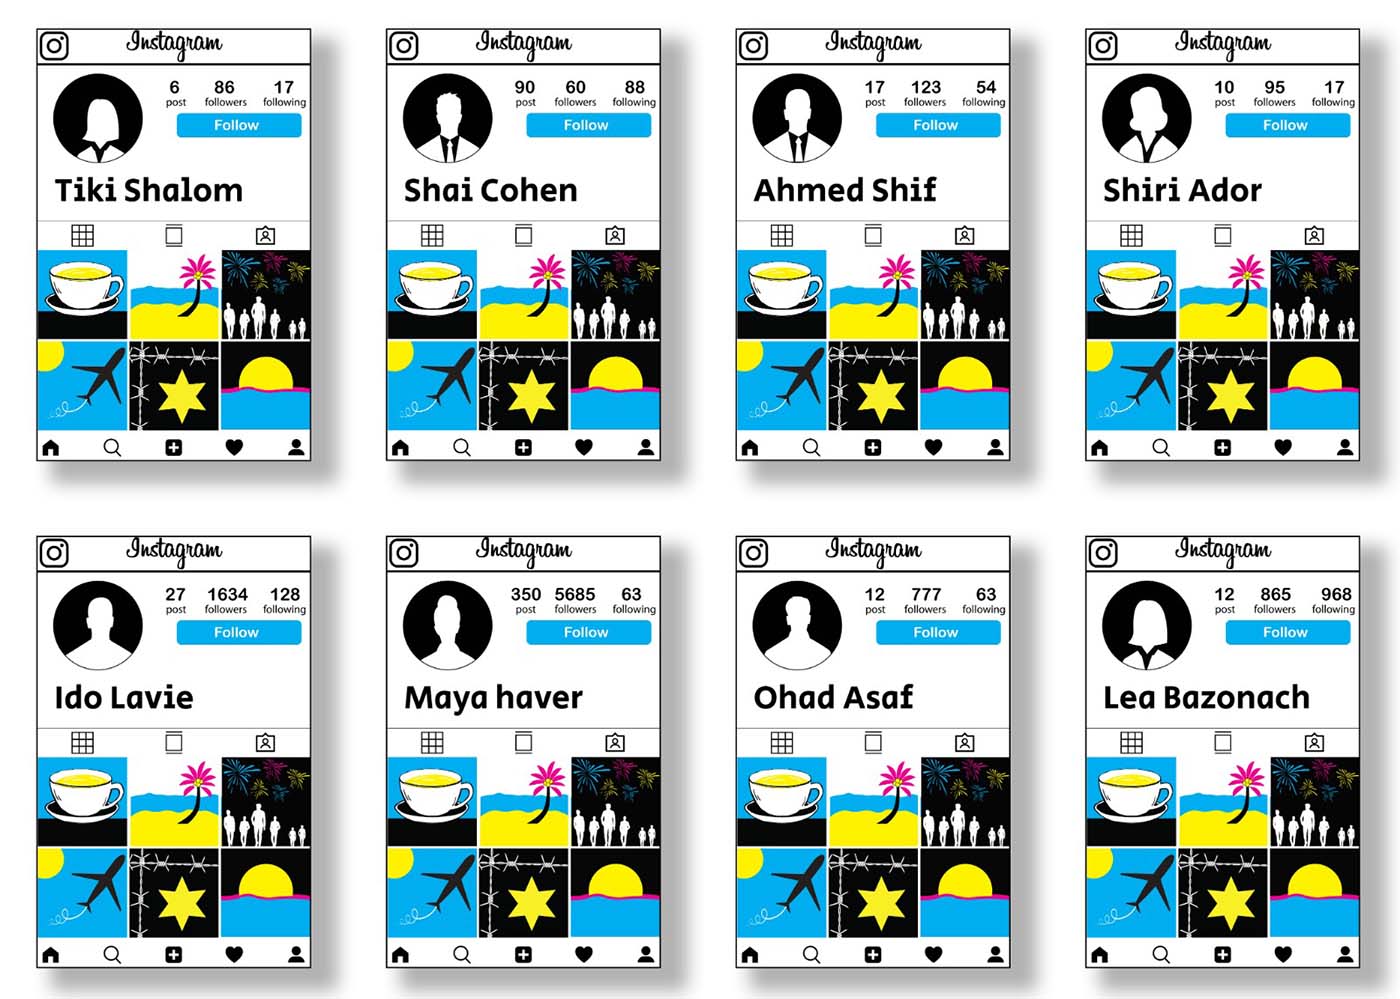 Instagram
6 86 17
post followers following
Follow
Tiki Shalom
Instagram
90 60 88
post followers following
Follow
Shai Cohen
Instagram
17 123 54
post followers following
Follow
Ahmed Shif
Instagram
10 95 17
post followers following
Follow
Shiri Ador
Instagram
27 1634 128
post followers following
Follow
Ido Lavie
Instagram
350 5685 63
post followers following
Follow
Maya haver
Instagram
12 777 63
post followers following
Follow
Ohad Asaf
Instagram
12 865 968
post followers following
Follow
Lea Bazonach